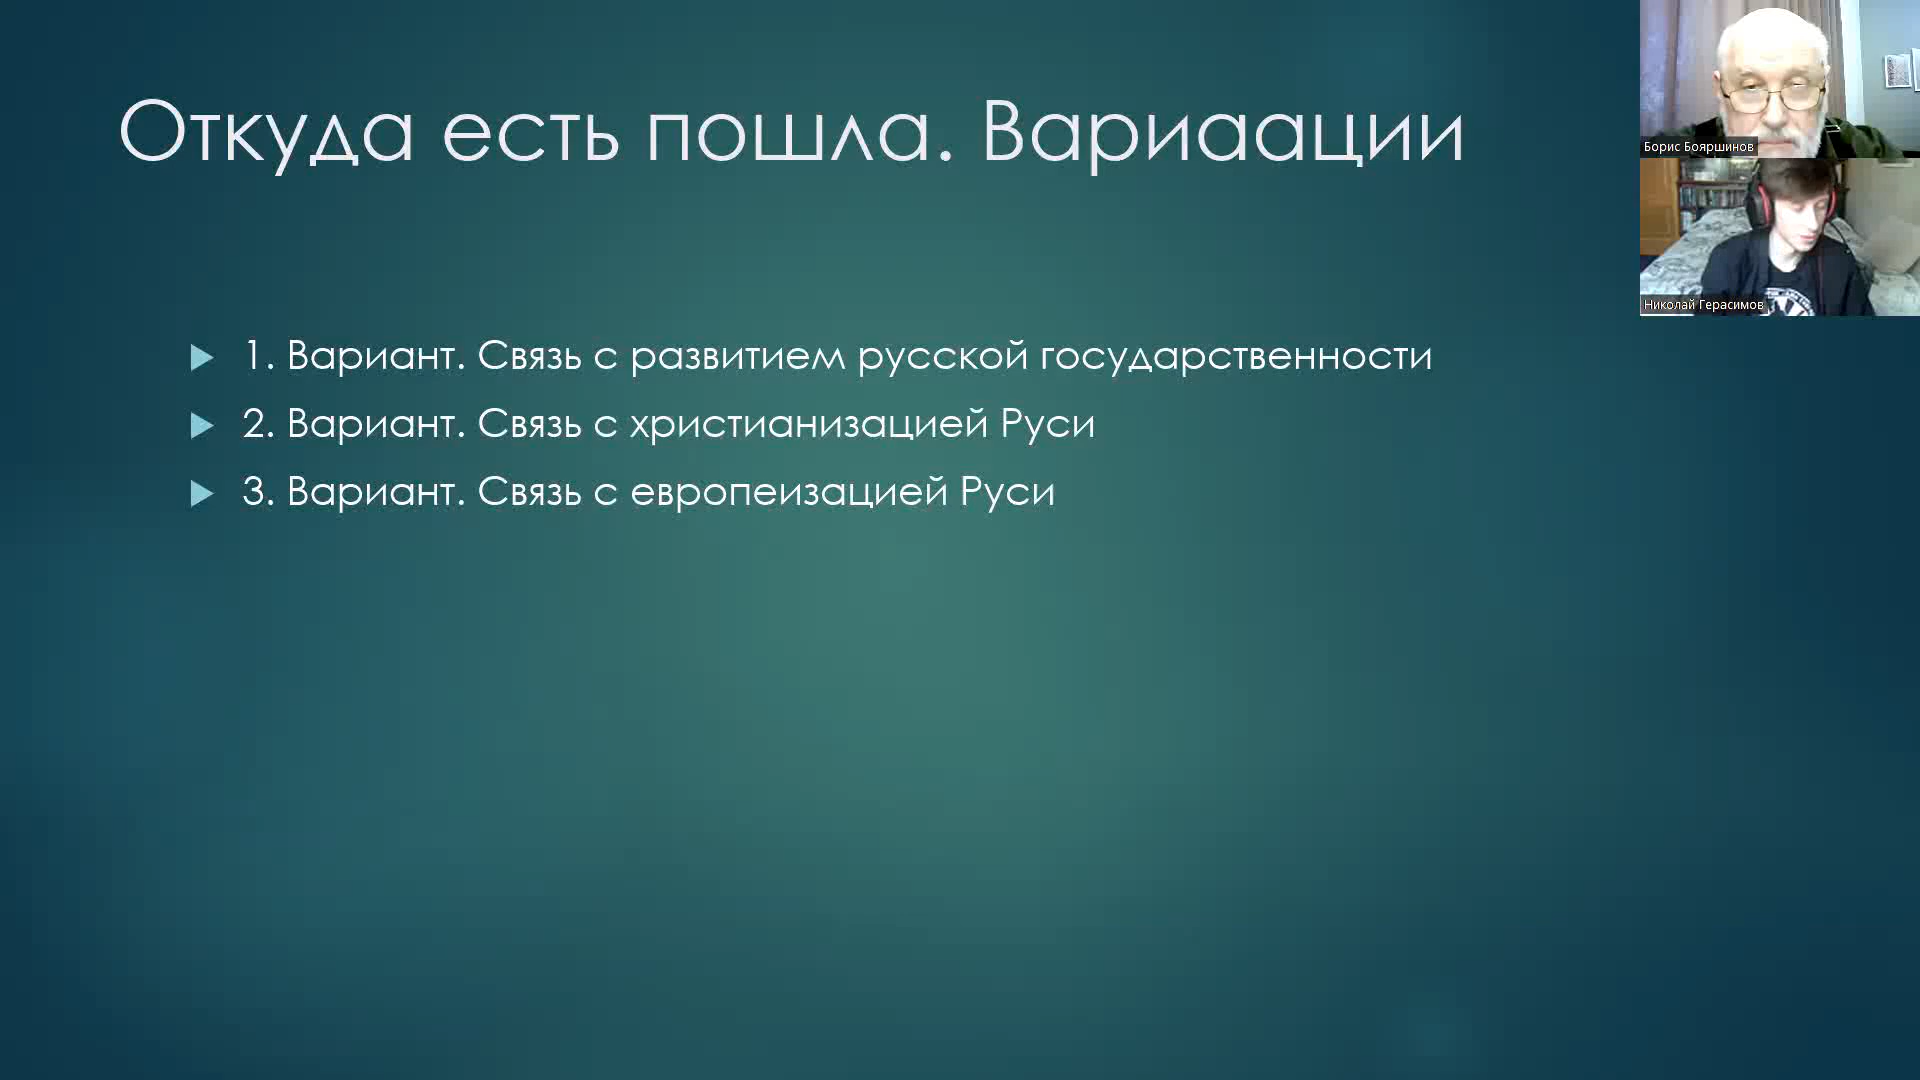 Откуда есть пошла. Вариаации
1. Вариант. Связь с развитием русской государственности
2. Вариант. Связь с христианизацией Руси
3. Вариант. Связь с европеизацией Руси
Борис Бояршинов
Николай Герасимов